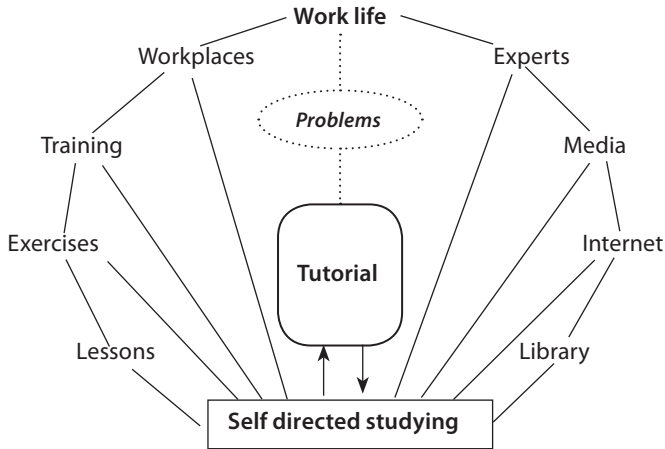 Work life
Workplaces
Experts
Problems
Training
Media
Exercises
Internet
Tutorial
Lessons
Library
Self directed studying